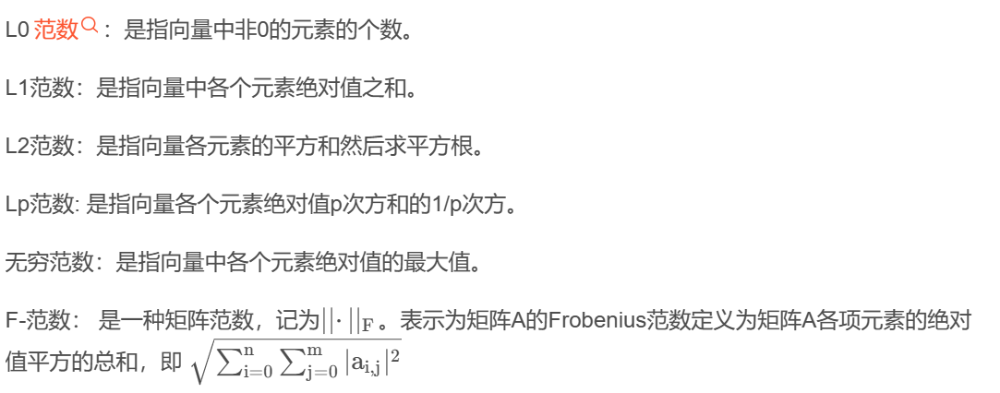 L0 范数：是指向量中非0的元素的个数。
L1范数：是指向量中各个元素绝对值之和。
L2范数：是指向量各元素的平方和然后求平方根。
Lp范数: 是指向量各个元素绝对值p次方和的1/p次方。
无穷范数：是指向量中各个元素绝对值的最大值。
F-范数： 是一种矩阵范数，记为||·||_F 。表示为矩阵A的Frobenius范数定义为矩阵A各项元素的绝对
值平方的总和，即 \sqrt{\sum_{i=0}^{n} \sum_{j=0}^{m} |a_{i,j}|^2}